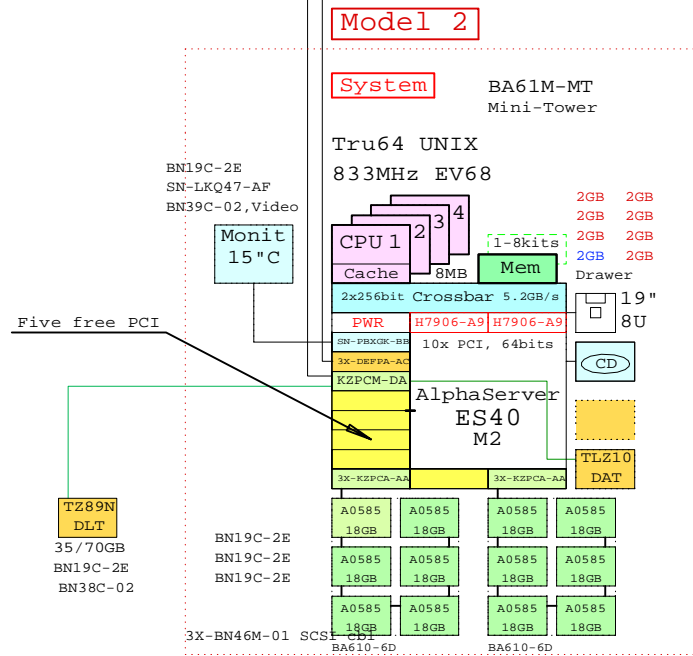 Model 2
System
BA61M-MT
Mini-Tower
Tru64 UNIX
833MHz EV68
BN19C-2E
SN-LKQ47-AF
BN39C-02,Video
Monit
15"C
CPU 1
2
3
4
Cache
8MB
1-8kits
Mem
2GB 2GB
2GB 2GB
2GB 2GB
2GB 2GB
Drawer
2x256bit Crossbar 5.2GB/s
19"
8U
PWR
H7906-A9
H7906-A9
Five free PCI
SN-PBXGK-BB
10x PCI, 64bits
3X-DEFPA-AC
CD
KZPCM-DA
AlphaServer
ES40
M2
TLZ10
DAT
3X-KZPCA-AA
3X-KZPCA-AA
TZ89N
DLT
35/70GB
BN19C-2E
BN38C-02
A0585
18GB
A0585
18GB
A0585
18GB
A0585
18GB
BN19C-2E
BN19C-2E
BN19C-2E
A0585
18GB
A0585
18GB
A0585
18GB
A0585
18GB
A0585
18GB
A0585
18GB
A0585
18GB
A0585
18GB
3X-BN46M-01 SCSI cbl
BA610-6D
BA610-6D